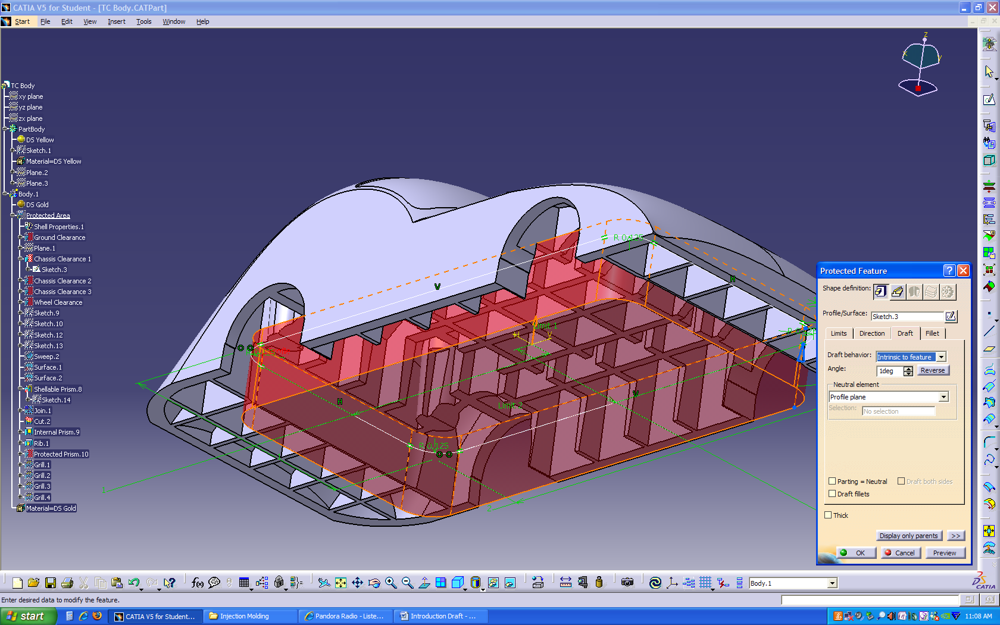 CATIA V5 for Student - [TC Body.CATPart]
Start File Edit View Insert Tools Window Help
z
x
y
TC Body
xy plane
yz plane
zx plane
PartBody
DS Yellow
Sketch.1
Material=DS Yellow
Plane.2
Plane.3
Body.1
DS Gold
Protected Area
Shell Properties.1
Ground Clearance
Plane.1
Chassis Clearance 1
Sketch.3
Chassis Clearance 2
Chassis Clearance 3
Wheel Clearance
Sketch.9
Sketch.10
Sketch.12
Sketch.13
Sweep.2
Surface.1
Surface.2
Shellable Prism.8
Sketch.14
Join.1
Cut.2
Internal Prism.9
Rib.1
Protected Prism.10
Grill.1
Grill.2
Grill.3
Grill.4
Material=DS Gold
R 0.125
H
V
H
V
R 0.125
Protected Feature
Shape definition:
Profile/Surface: Sketch.3
Limits Direction Draft Fillet
Draft behavior: Intrinsic to feature
Angle: 1deg Reverse
Neutral element
Profile plane
Selection: No selection
Parting = Neutral Draft both sides
Draft fillets
Thick
Display only parents >>
OK Cancel Preview
f(x)
Body.1
DS CATIA
Enter desired data to modify the feature.
start CATIA V5 for Student... Injection Molding Pandora Radio - Liste... Introduction Draft - ... 11:08 AM